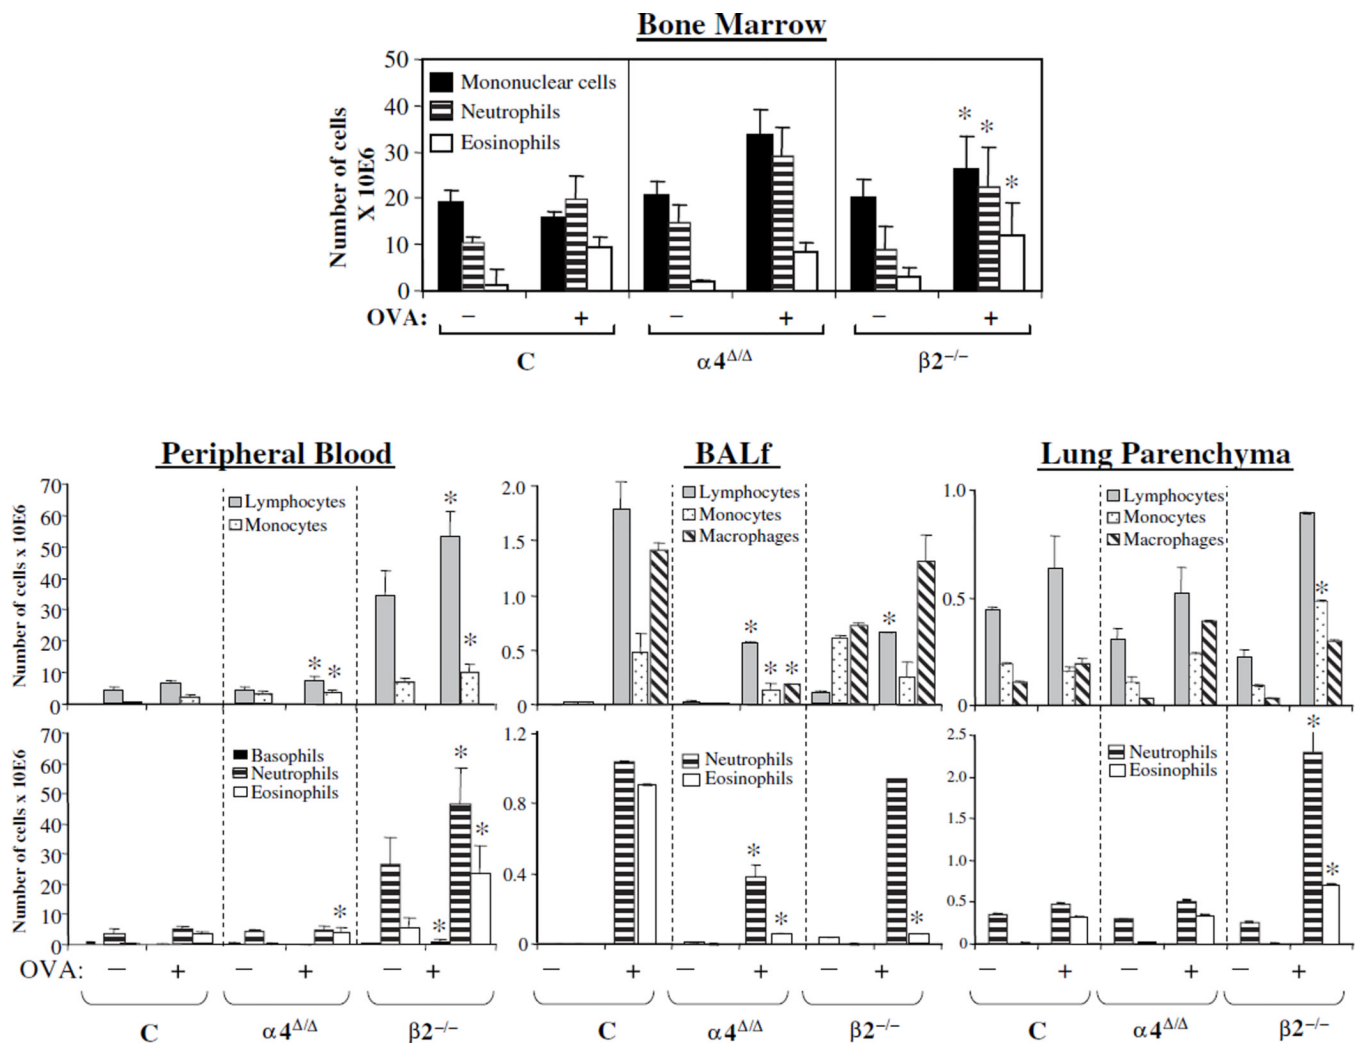 Bone Marrow
Number of cells
X 10E6
50
40
30
20
10
0
Mononuclear cells
Neutrophils
Eosinophils
* * *
OVA: − + − + − +
C α4Δ/Δ β2−/−
Peripheral Blood
Number of cells x 10E6
70
60
50
40
30
20
10
0
Lymphocytes
Monocytes
* * * *
Number of cells x 10E6
70
60
50
40
30
20
10
0
Basophils
Neutrophils
Eosinophils
* * * *
OVA: − + − + − +
C α4Δ/Δ β2−/−
BALf
2.0
1.5
1.0
0.5
0
Lymphocytes
Monocytes
Macrophages
* * * *
1.2
0.8
0.4
0
Neutrophils
Eosinophils
* * *
− + − + − +
C α4Δ/Δ β2−/−
Lung Parenchyma
1.0
0.5
0
Lymphocytes
Monocytes
Macrophages
*
2.5
2.0
1.5
1.0
0.5
0
Neutrophils
Eosinophils
* *
− + − + − +
C α4Δ/Δ β2−/−